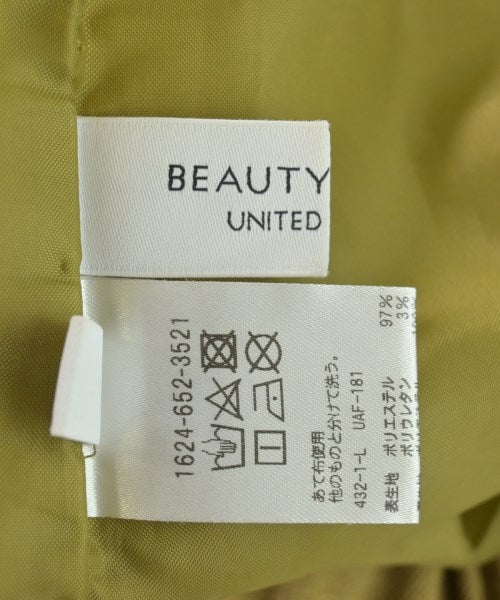 BEAUTY
UNITED
1624-652-3521
あて布使用
他のものと分けて洗う。
432-1-L UAF-181
表生地 ポリエステル 97%
ポリウレタン 3%